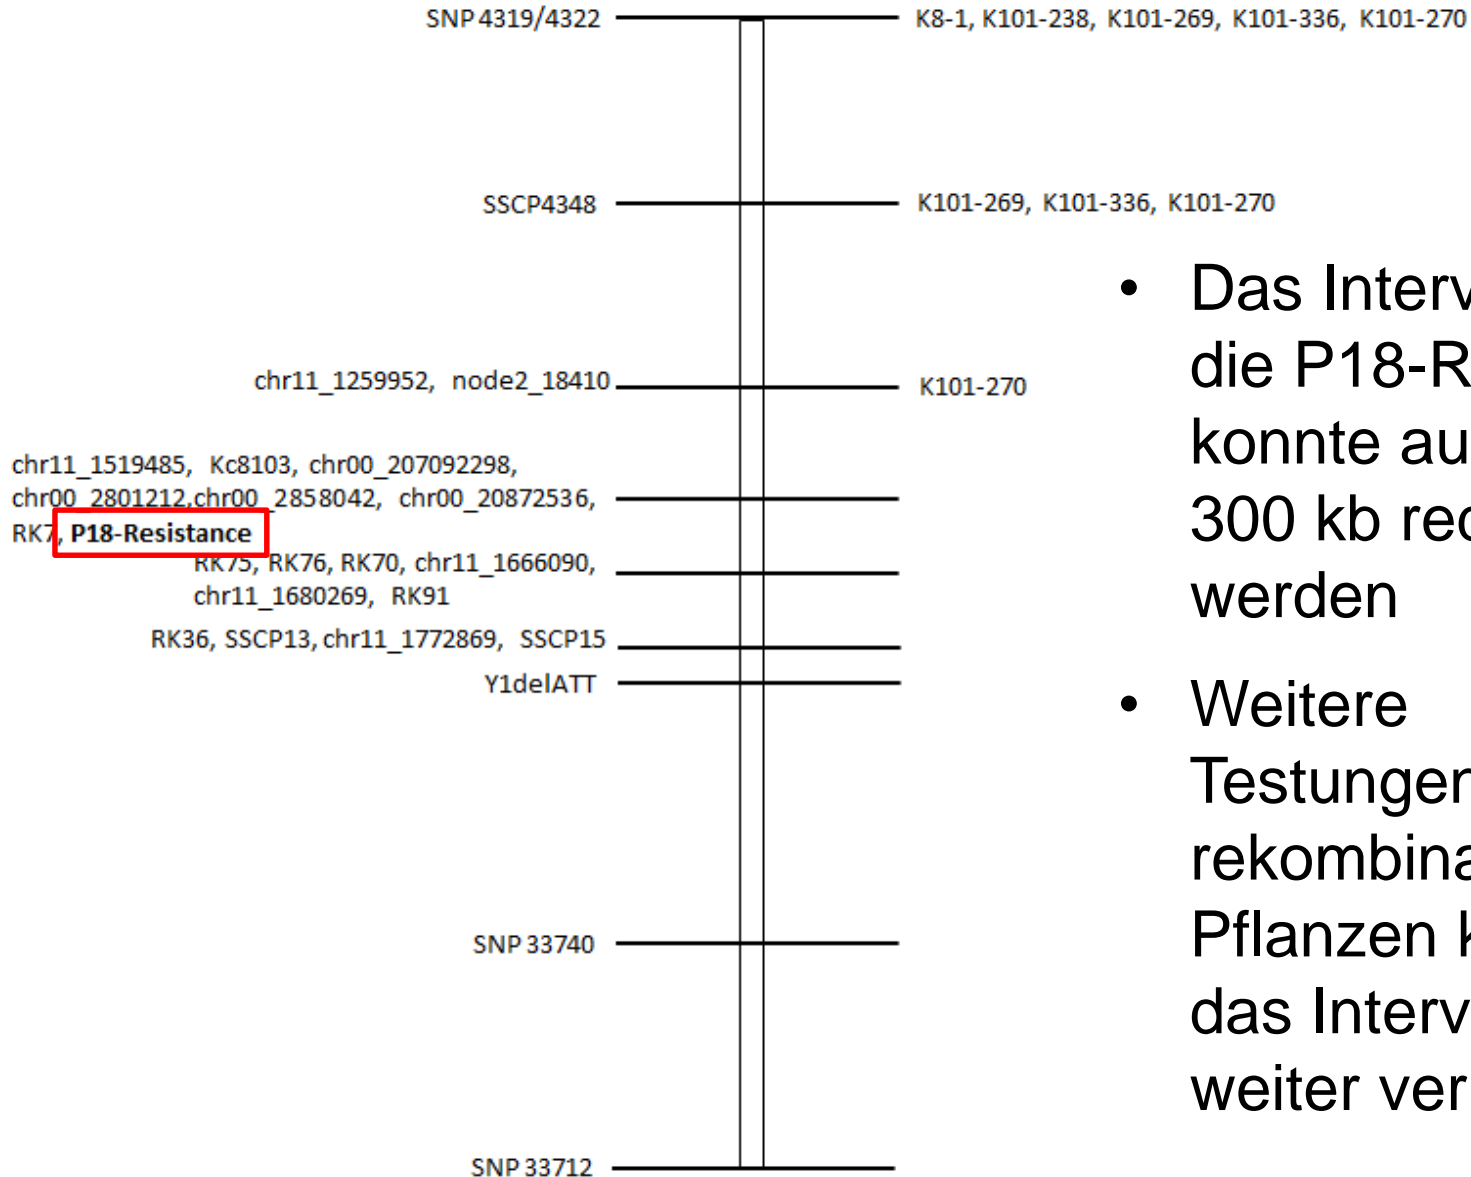 SNP 4319/4322 K8-1, K101-238, K101-269, K101-336, K101-270
SSCP4348 K101-269, K101-336, K101-270
chr11_1259952, node2_18410 K101-270
chr11_1519485, Kc8103, chr00_207092298,
chr00_2801212,chr00_2858042, chr00_20872536,
RK7, P18-Resistance
RK75, RK76, RK70, chr11_1666090,
chr11_1680269, RK91
RK36, SSCP13, chr11_1772869, SSCP15
Y1delATT
SNP 33740
SNP 33712
• Das Interv
die P18-R
konnte au
300 kb red
werden
• Weitere
Testungen
rekombina
Pflanzen k
das Interv
weiter ver